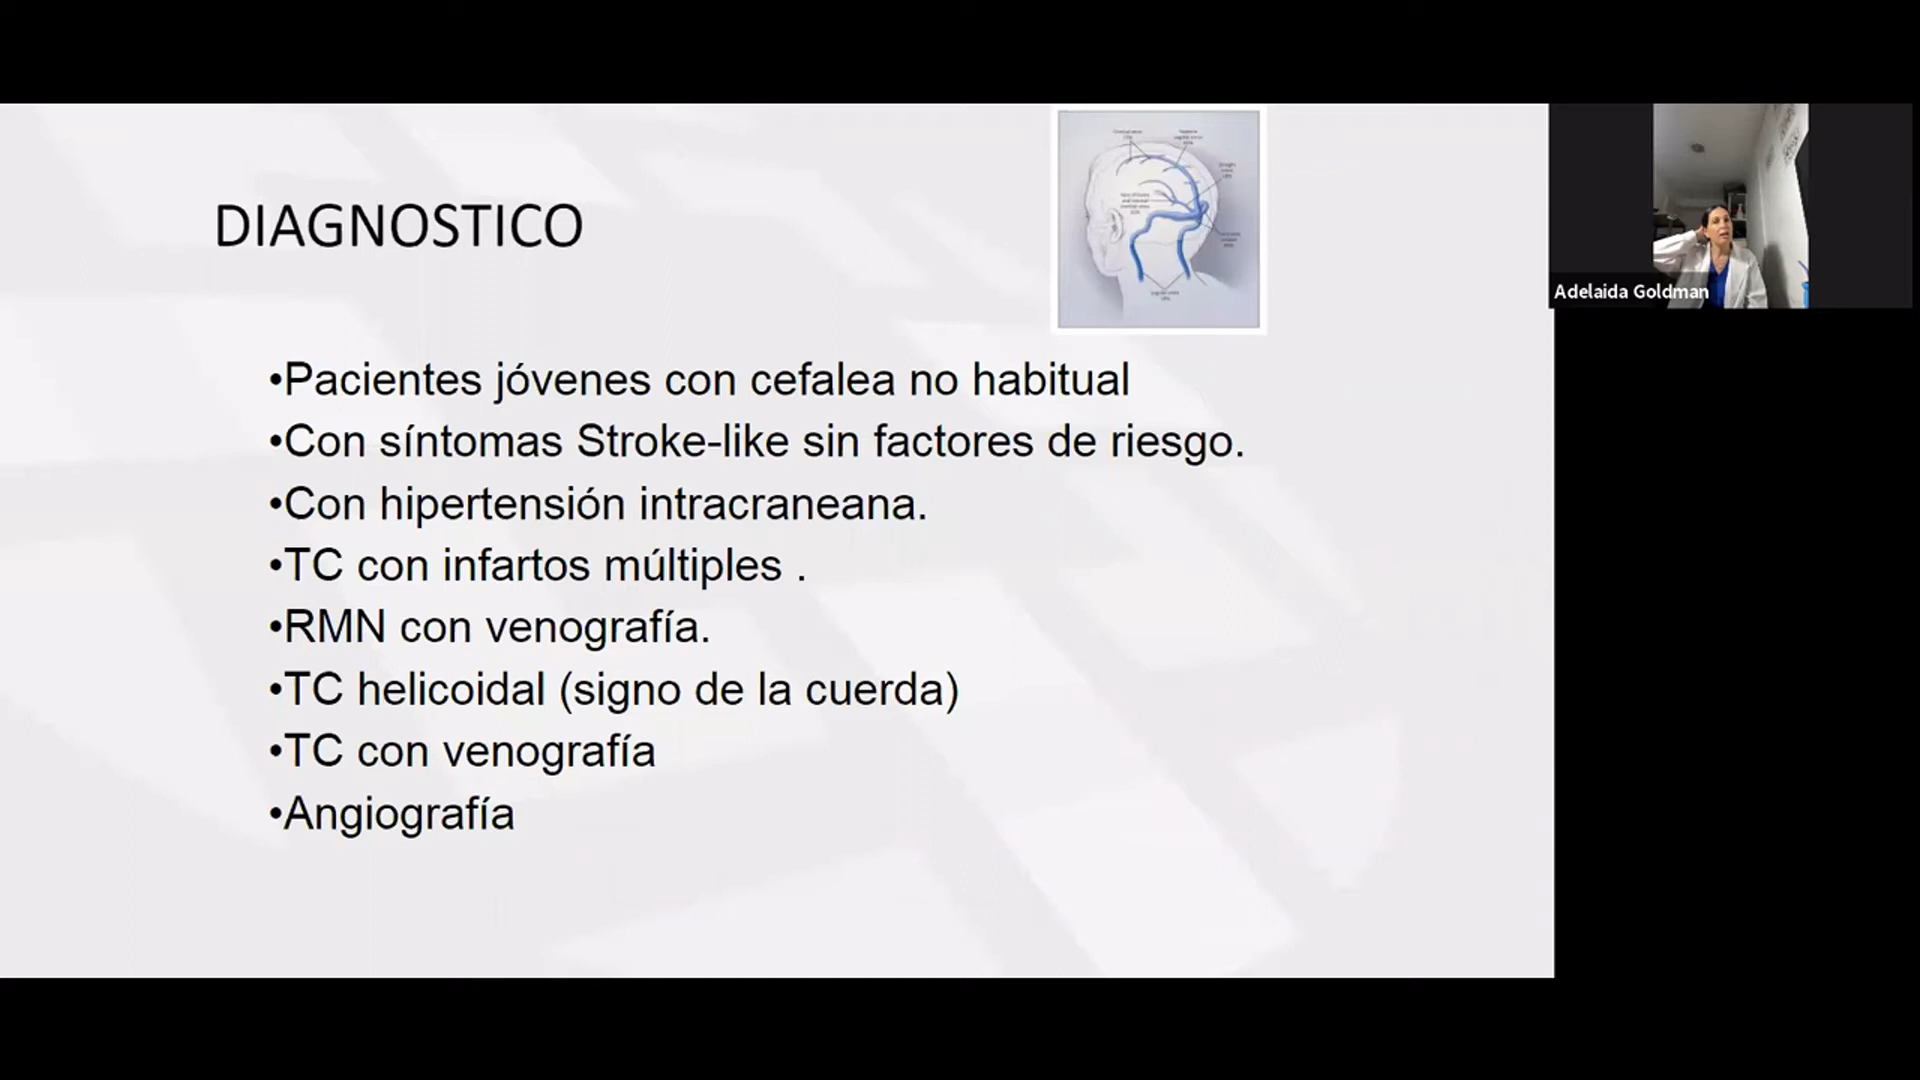 DIAGNOSTICO
•Pacientes jóvenes con cefalea no habitual
•Con síntomas Stroke-like sin factores de riesgo.
•Con hipertensión intracraneana.
•TC con infartos múltiples .
•RMN con venografía.
•TC helicoidal (signo de la cuerda)
•TC con venografía
•Angiografía
Adelaida Goldman